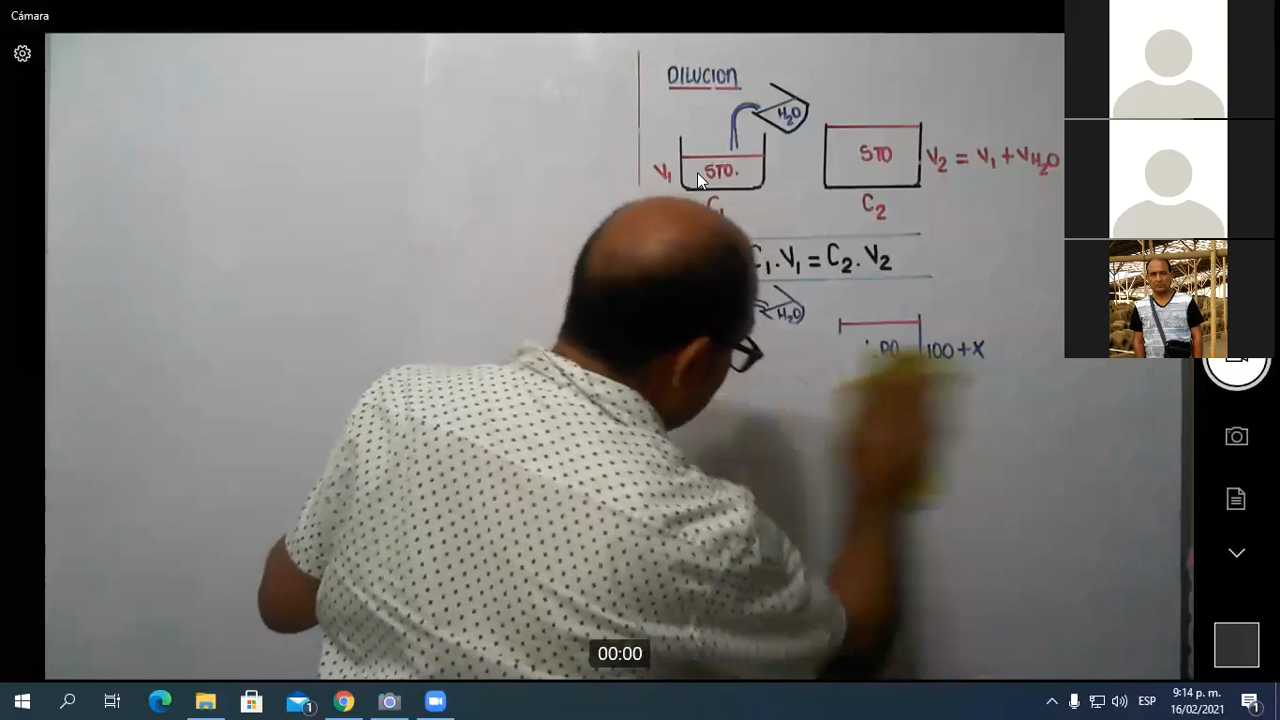 Cámara
DILUCION
H₂O
V₁ STO.
C₁
STO
V₂ = V₁ + VH₂O
C₂
C₁.V₁ = C₂.V₂
H₂O
100+X
00:00
ESP
9:14 p. m.
16/02/2021